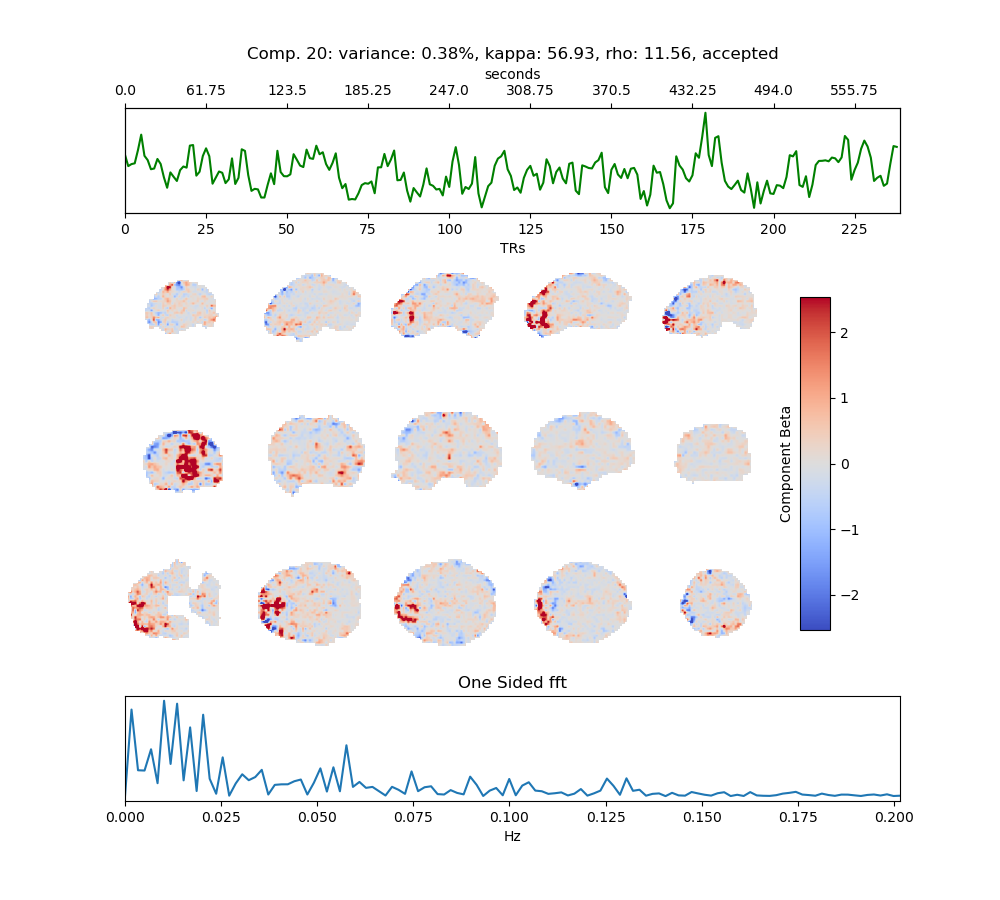 Comp. 20: variance: 0.38%, kappa: 56.93, rho: 11.56, accepted
seconds
0.0 61.75 123.5 185.25 247.0 308.75 370.5 432.25 494.0 555.75
0 25 50 75 100 125 150 175 200 225
TRs
2
1
0
−1
−2
Component Beta
One Sided fft
0.000 0.025 0.050 0.075 0.100 0.125 0.150 0.175 0.200
Hz